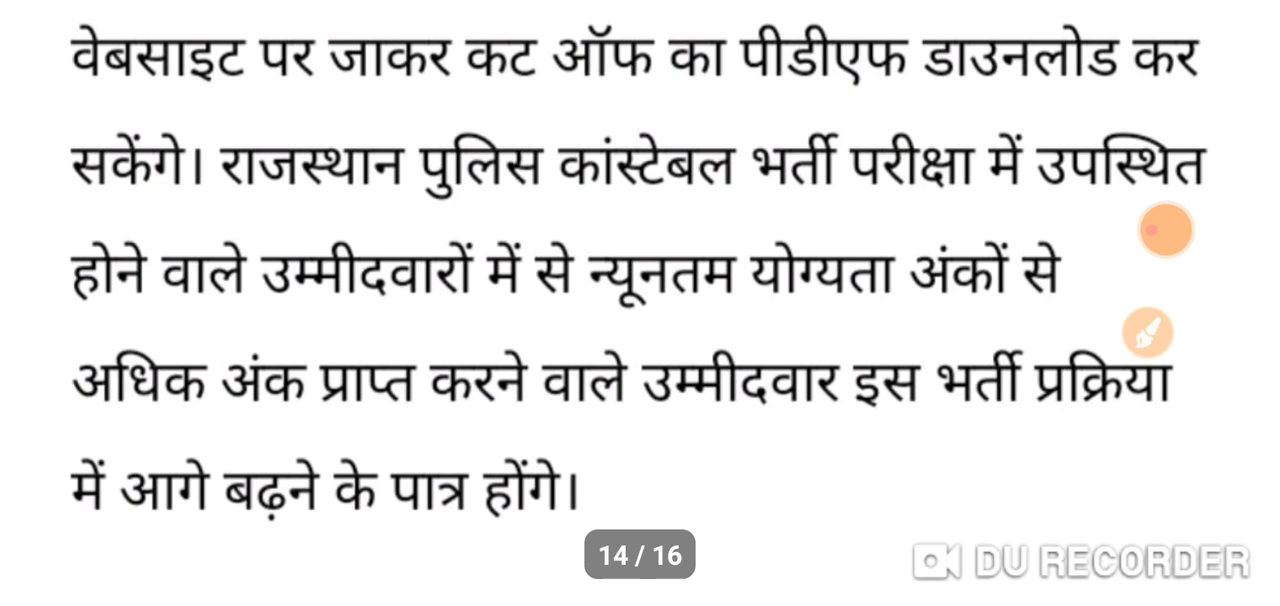 वेबसाइट पर जाकर कट ऑफ का पीडीएफ डाउनलोड कर
सकेंगे। राजस्थान पुलिस कांस्टेबल भर्ती परीक्षा में उपस्थित
होने वाले उम्मीदवारों में से न्यूनतम योग्यता अंकों से
अधिक अंक प्राप्त करने वाले उम्मीदवार इस भर्ती प्रक्रिया
में आगे बढ़ने के पात्र होंगे।
14 / 16
DU RECORDER